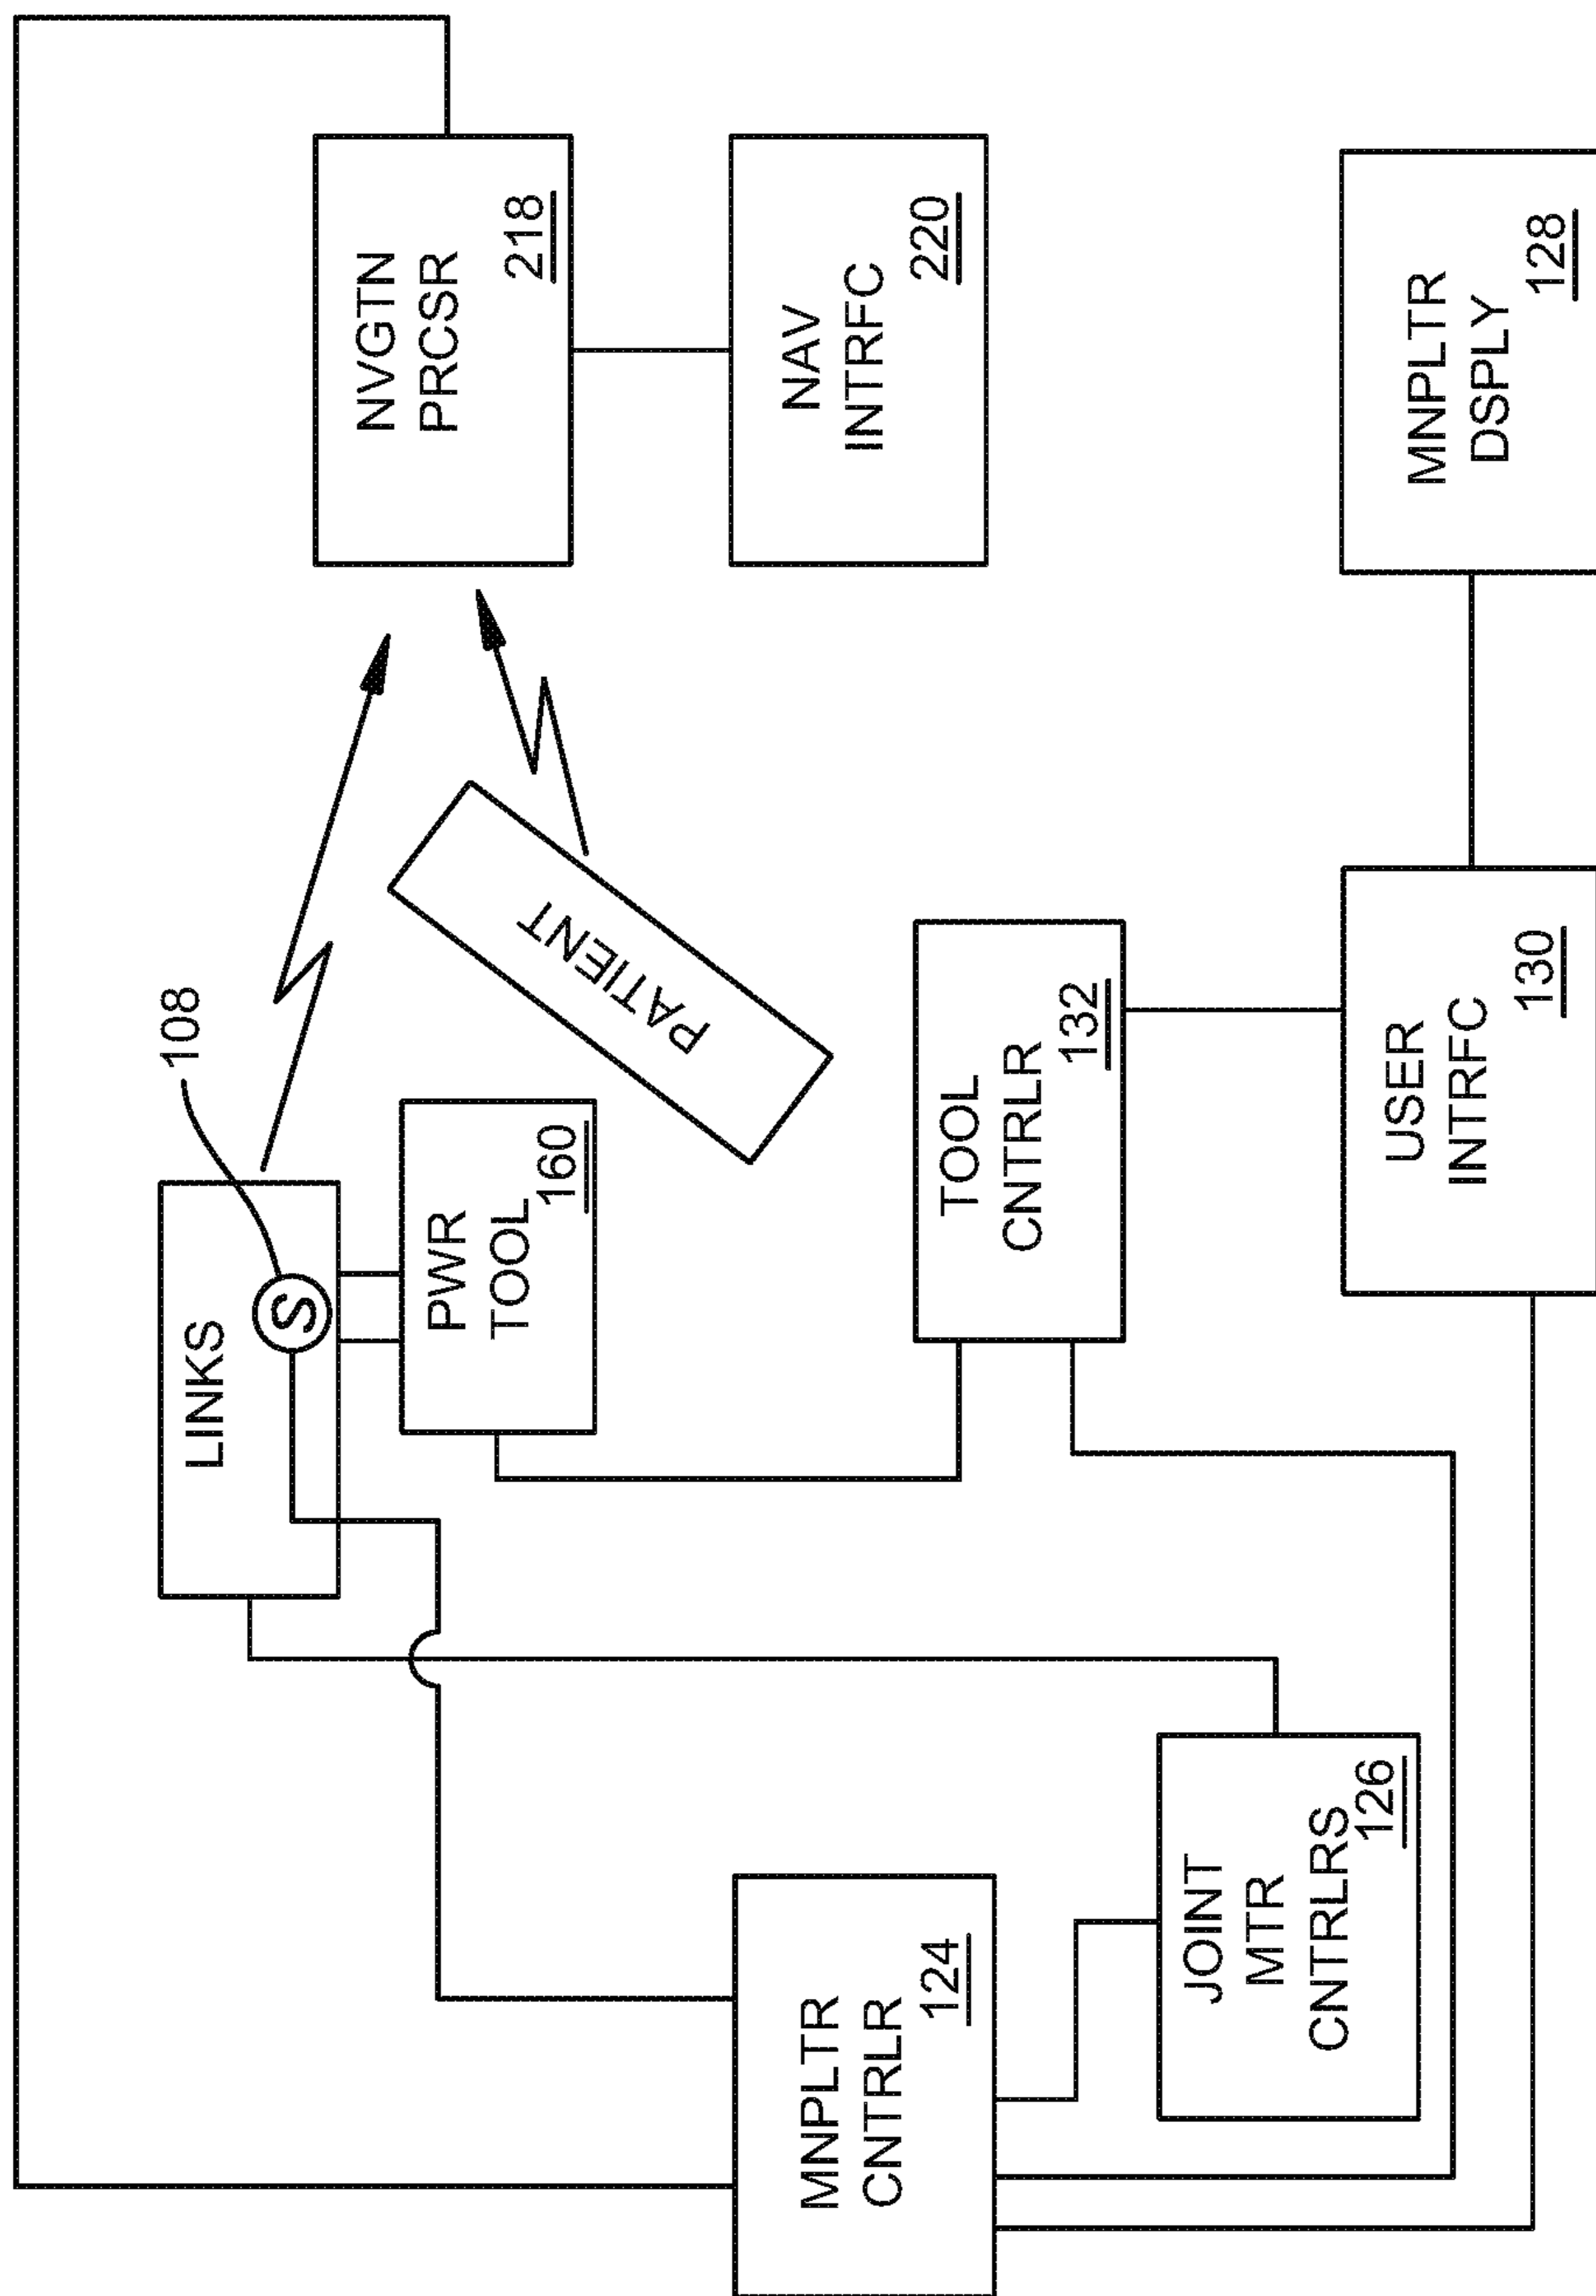 LINKS
S
108
PWR
TOOL
160
PATIENT
NVGTN
PRCSR
218
NAV
INTRFC
220
MNPLTR
CNTRLR
124
JOINT
MTR
CNTRLRS
126
TOOL
CNTRLR
132
USER
INTRFC
130
MNPLTR
DSPLY
128